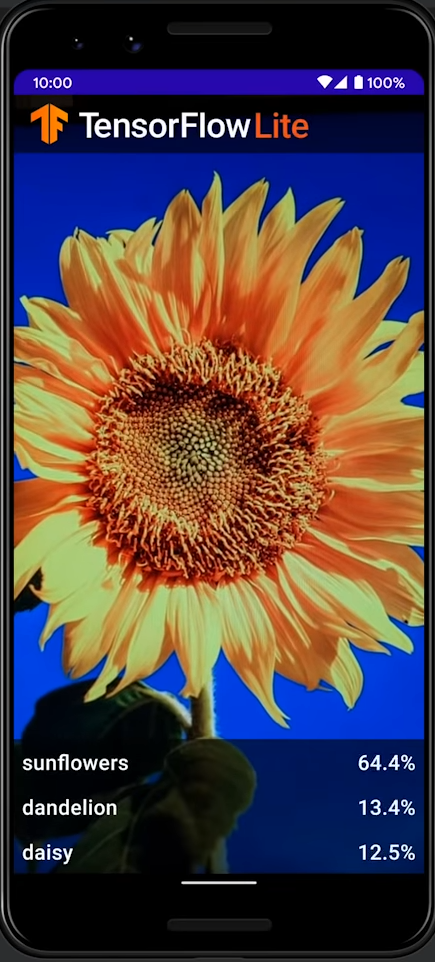 10:00 100%
TensorFlow Lite
sunflowers 64.4%
dandelion 13.4%
daisy 12.5%